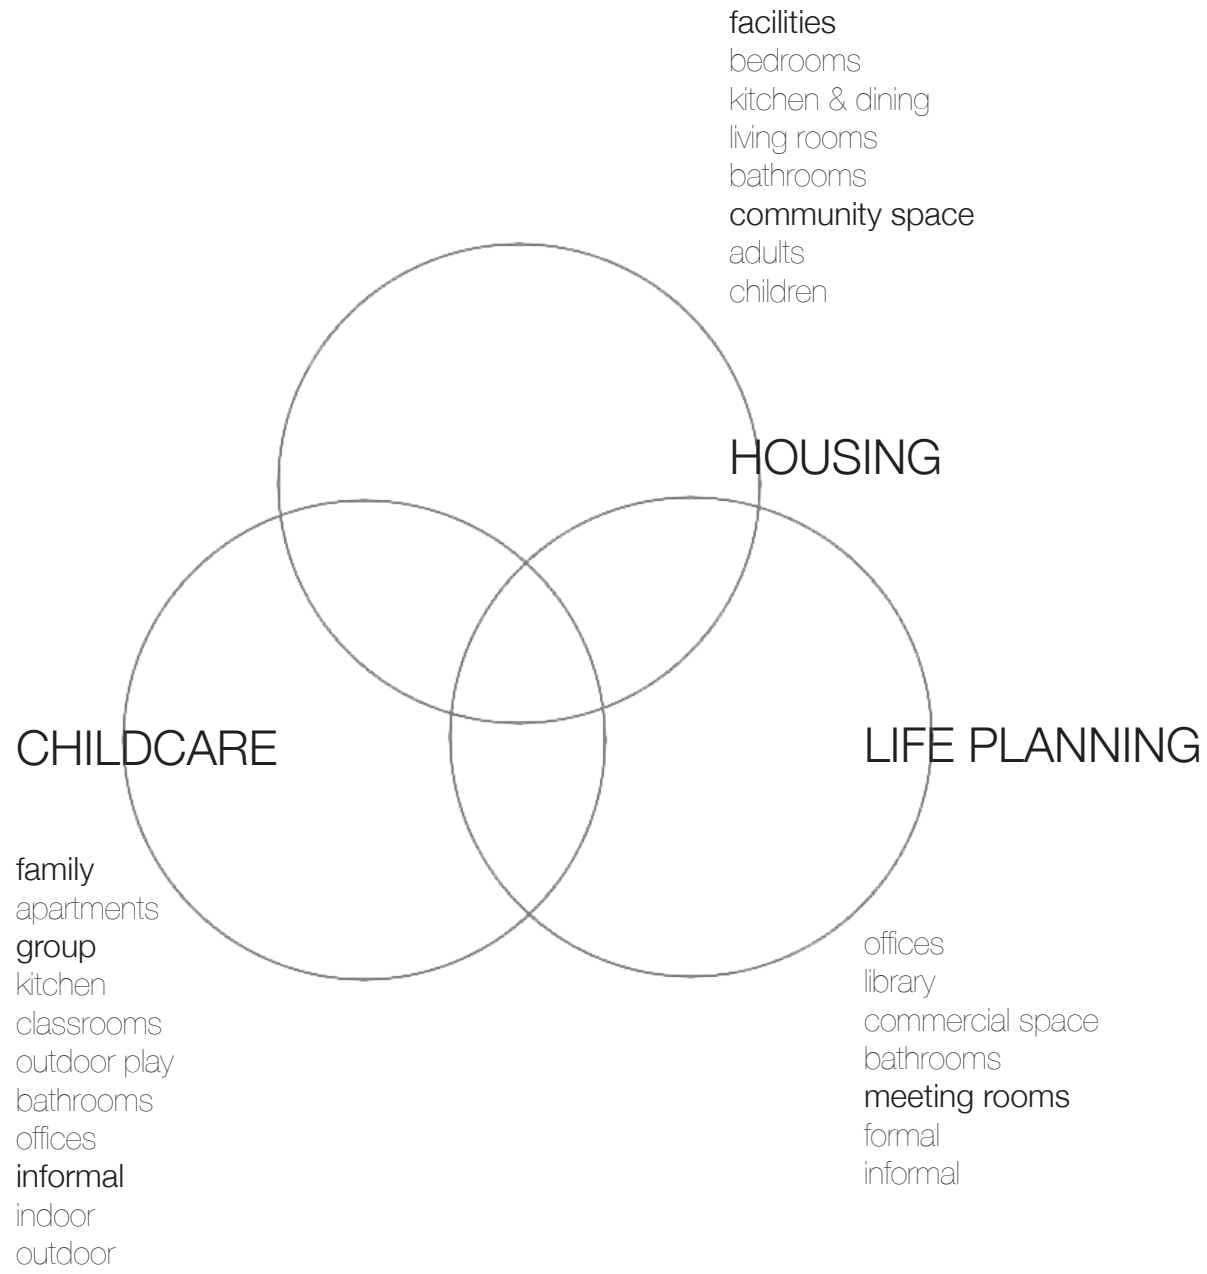 facilities
bedrooms
kitchen & dining
living rooms
bathrooms
community space
adults
children
HOUSING
CHILDCARE
family
apartments
group
kitchen
classrooms
outdoor play
bathrooms
offices
informal
indoor
outdoor
LIFE PLANNING
offices
library
commercial space
bathrooms
meeting rooms
formal
informal